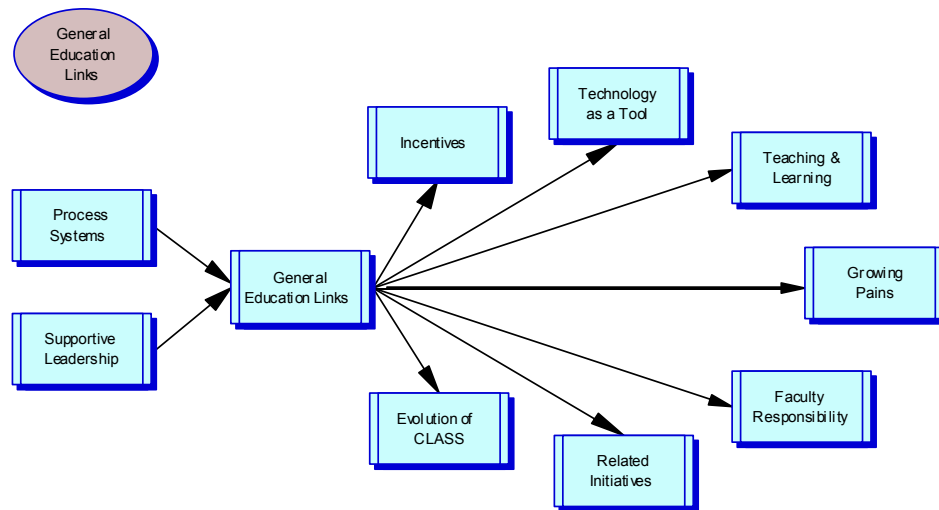 General
Education
Links
Technology
as a Tool
Incentives
Teaching &
Learning
Process
Systems
General
Education Links
Growing
Pains
Supportive
Leadership
Evolution of
CLASS
Faculty
Responsibility
Related
Initiatives